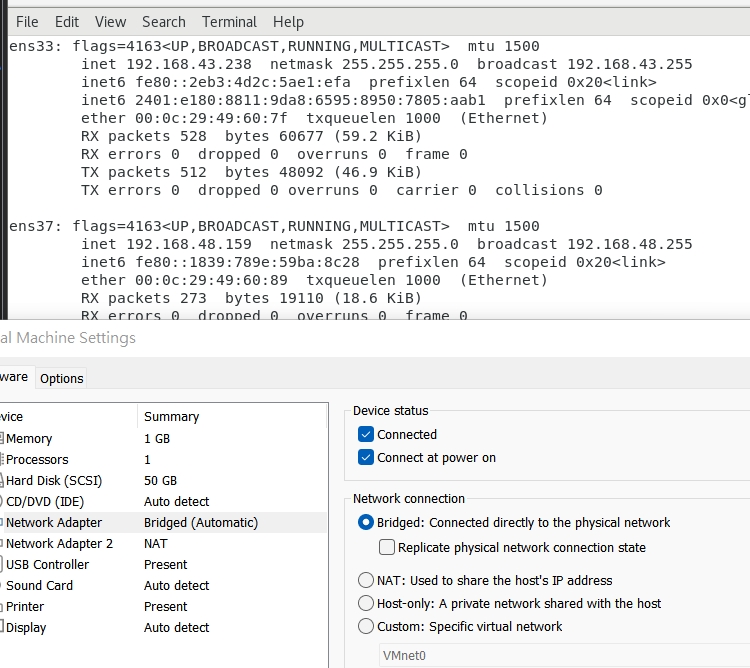 File Edit View Search Terminal Help
ens33: flags=4163<UP,BROADCAST,RUNNING,MULTICAST> mtu 1500
inet 192.168.43.238 netmask 255.255.255.0 broadcast 192.168.43.255
inet6 fe80::2eb3:4d2c:5ae1:efa prefixlen 64 scopeid 0x20<link>
inet6 2401:e180:8811:9da8:6595:8950:7805:aab1 prefixlen 64 scopeid 0x0<gl
ether 00:0c:29:49:60:7f txqueuelen 1000 (Ethernet)
RX packets 528 bytes 60677 (59.2 KiB)
RX errors 0 dropped 0 overruns 0 frame 0
TX packets 512 bytes 48092 (46.9 KiB)
TX errors 0 dropped 0 overruns 0 carrier 0 collisions 0
ens37: flags=4163<UP,BROADCAST,RUNNING,MULTICAST> mtu 1500
inet 192.168.48.159 netmask 255.255.255.0 broadcast 192.168.48.255
inet6 fe80::1839:789e:59ba:8c28 prefixlen 64 scopeid 0x20<link>
ether 00:0c:29:49:60:89 txqueuelen 1000 (Ethernet)
RX packets 273 bytes 19110 (18.6 KiB)
RX errors 0 dropped 0 overruns 0 frame 0
al Machine Settings
ware Options
vice Summary
Memory 1 GB
Processors 1
Hard Disk (SCSI) 50 GB
CD/DVD (IDE) Auto detect
Network Adapter Bridged (Automatic)
Network Adapter 2 NAT
USB Controller Present
Sound Card Auto detect
Printer Present
Display Auto detect
Device status
Connected
Connect at power on
Network connection
Bridged: Connected directly to the physical network
Replicate physical network connection state
NAT: Used to share the host's IP address
Host-only: A private network shared with the host
Custom: Specific virtual network
VMnet0